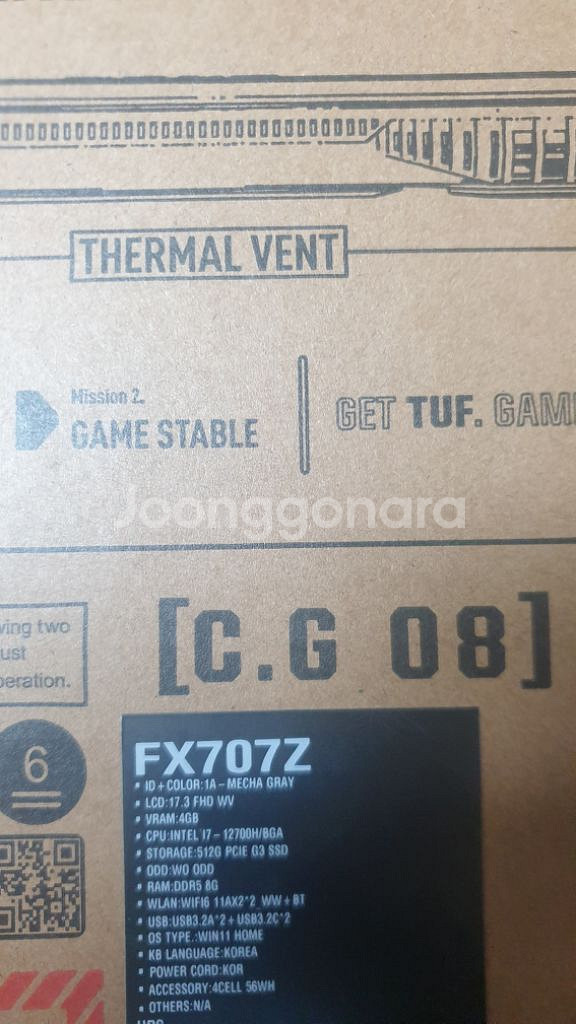 THERMAL VENT
Mission 2.
GAME STABLE
GET TUF. GAM
Joonggonara
ving two
ust
peration.
[C.G 08]
6
FX707Z
• ID+COLOR:1A-MECHA GRAY
• LCD:17.3 FHD WV
• VRAM:4GB
• CPU:INTEL I7-12700H/BGA
• STORAGE:512G PCIE G3 SSD
• ODD:WO ODD
• RAM:DDR5 8G
• WLAN:WIFI6 11AX2*2_WW+BT
• USB:USB3.2A*2+USB3.2C*2
• OS TYPE.:WIN11 HOME
• KB LANGUAGE:KOREA
• POWER CORD:KOR
• ACCESSORY:4CELL 56WH
• OTHERS:N/A